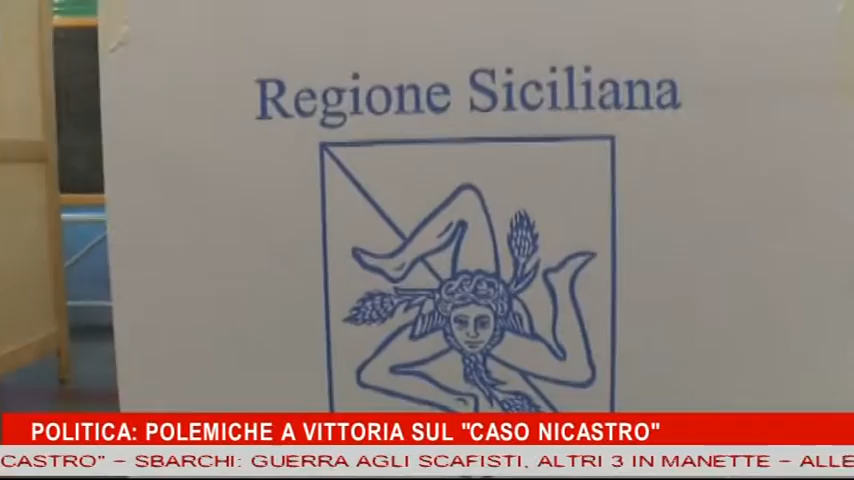 Regione Siciliana
POLITICA: POLEMICHE A VITTORIA SUL "CASO NICASTRO"
CASTRO" – SBARCHI: GUERRA AGLI SCAFISTI, ALTRI 3 IN MANETTE – ALLE